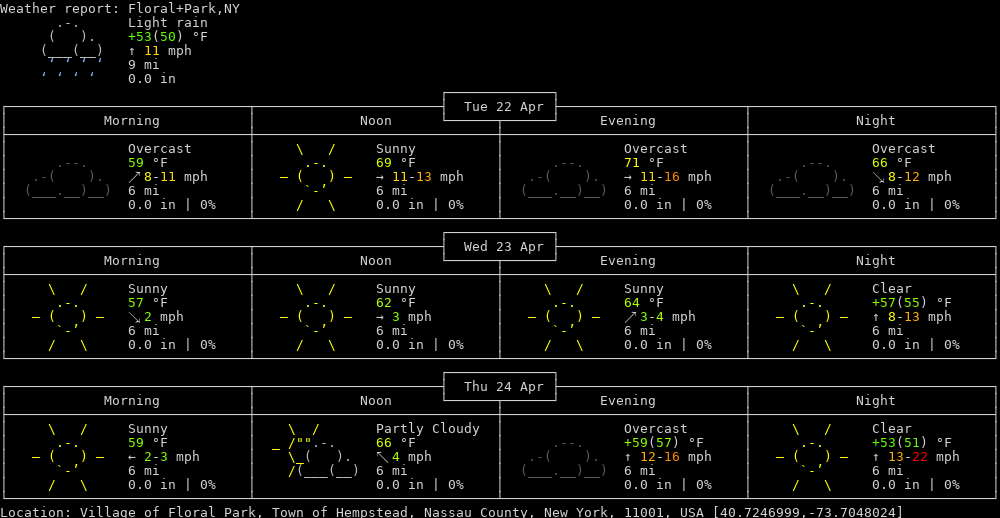 Weather report: Floral+Park,NY
Light rain
+53(50) °F
↑ 11 mph
9 mi
0.0 in
Tue 22 Apr
Morning Noon Evening Night
Overcast Sunny Overcast Overcast
59 °F 69 °F 71 °F 66 °F
↗ 8-11 mph → 11-13 mph → 11-16 mph ↘ 8-12 mph
6 mi 6 mi 6 mi 6 mi
0.0 in | 0% 0.0 in | 0% 0.0 in | 0% 0.0 in | 0%
Wed 23 Apr
Morning Noon Evening Night
Sunny Sunny Sunny Clear
57 °F 62 °F 64 °F +57(55) °F
↘ 2 mph → 3 mph ↗ 3-4 mph ↑ 8-13 mph
6 mi 6 mi 6 mi 6 mi
0.0 in | 0% 0.0 in | 0% 0.0 in | 0% 0.0 in | 0%
Thu 24 Apr
Morning Noon Evening Night
Sunny Partly Cloudy Overcast Clear
59 °F 66 °F +59(57) °F +53(51) °F
← 2-3 mph ↖ 4 mph ↑ 12-16 mph ↑ 13-22 mph
6 mi 6 mi 6 mi 6 mi
0.0 in | 0% 0.0 in | 0% 0.0 in | 0% 0.0 in | 0%
Location: Village of Floral Park, Town of Hempstead, Nassau County, New York, 11001, USA [40.7246999,-73.7048024]